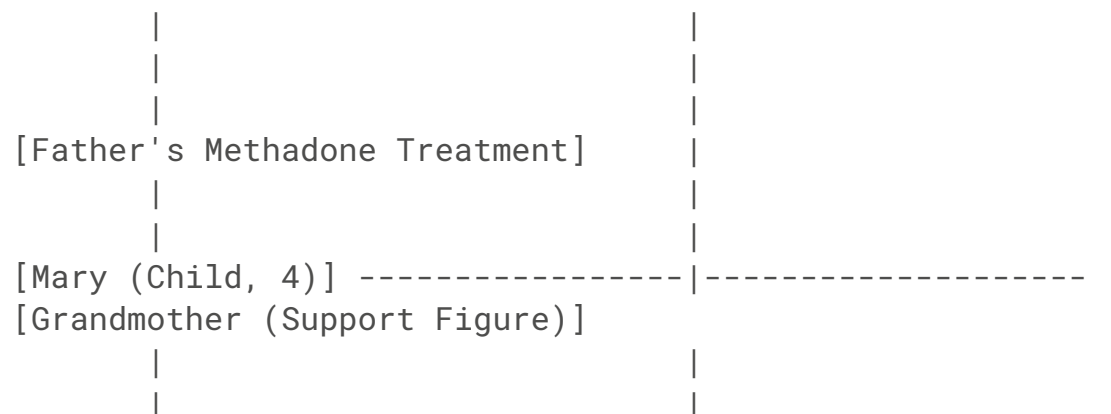 | |
| |
|
[Father's Methadone Treatment] |
| |
| |
[Mary (Child, 4)] -----------------|--------------------
[Grandmother (Support Figure)]
| |
| |